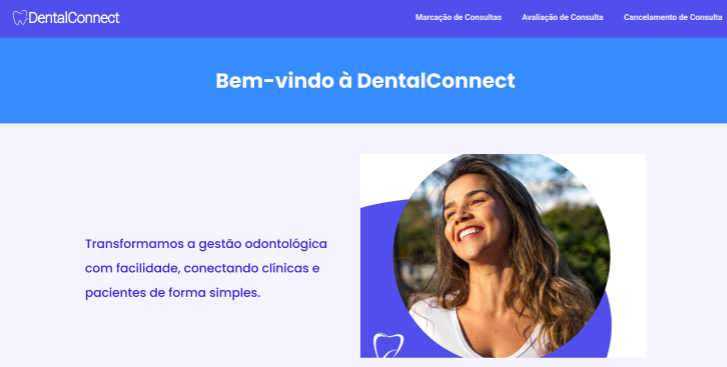 DentalConnect
Marcação de Consultas Avaliação de Consulta Cancelamento de Consulta
Bem-vindo à DentalConnect
Transformamos a gestão odontológica
com facilidade, conectando clínicas e
pacientes de forma simples.